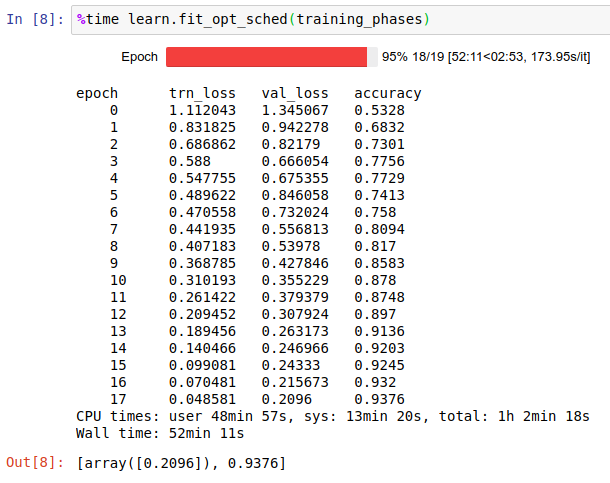 In [8]: %time learn.fit_opt_sched(training_phases)
Epoch 95% 18/19 [52:11<02:53, 173.95s/it]
epoch trn_loss val_loss accuracy
0 1.112043 1.345067 0.5328
1 0.831825 0.942278 0.6832
2 0.686862 0.82179 0.7301
3 0.588 0.666054 0.7756
4 0.547755 0.675355 0.7729
5 0.489622 0.846058 0.7413
6 0.470558 0.732024 0.758
7 0.441935 0.556813 0.8094
8 0.407183 0.53978 0.817
9 0.368785 0.427846 0.8583
10 0.310193 0.355229 0.878
11 0.261422 0.379379 0.8748
12 0.209452 0.307924 0.897
13 0.189456 0.263173 0.9136
14 0.140466 0.246966 0.9203
15 0.099081 0.24333 0.9245
16 0.070481 0.215673 0.932
17 0.048581 0.2096 0.9376
CPU times: user 48min 57s, sys: 13min 20s, total: 1h 2min 18s
Wall time: 52min 11s
Out[8]: [array([0.2096]), 0.9376]